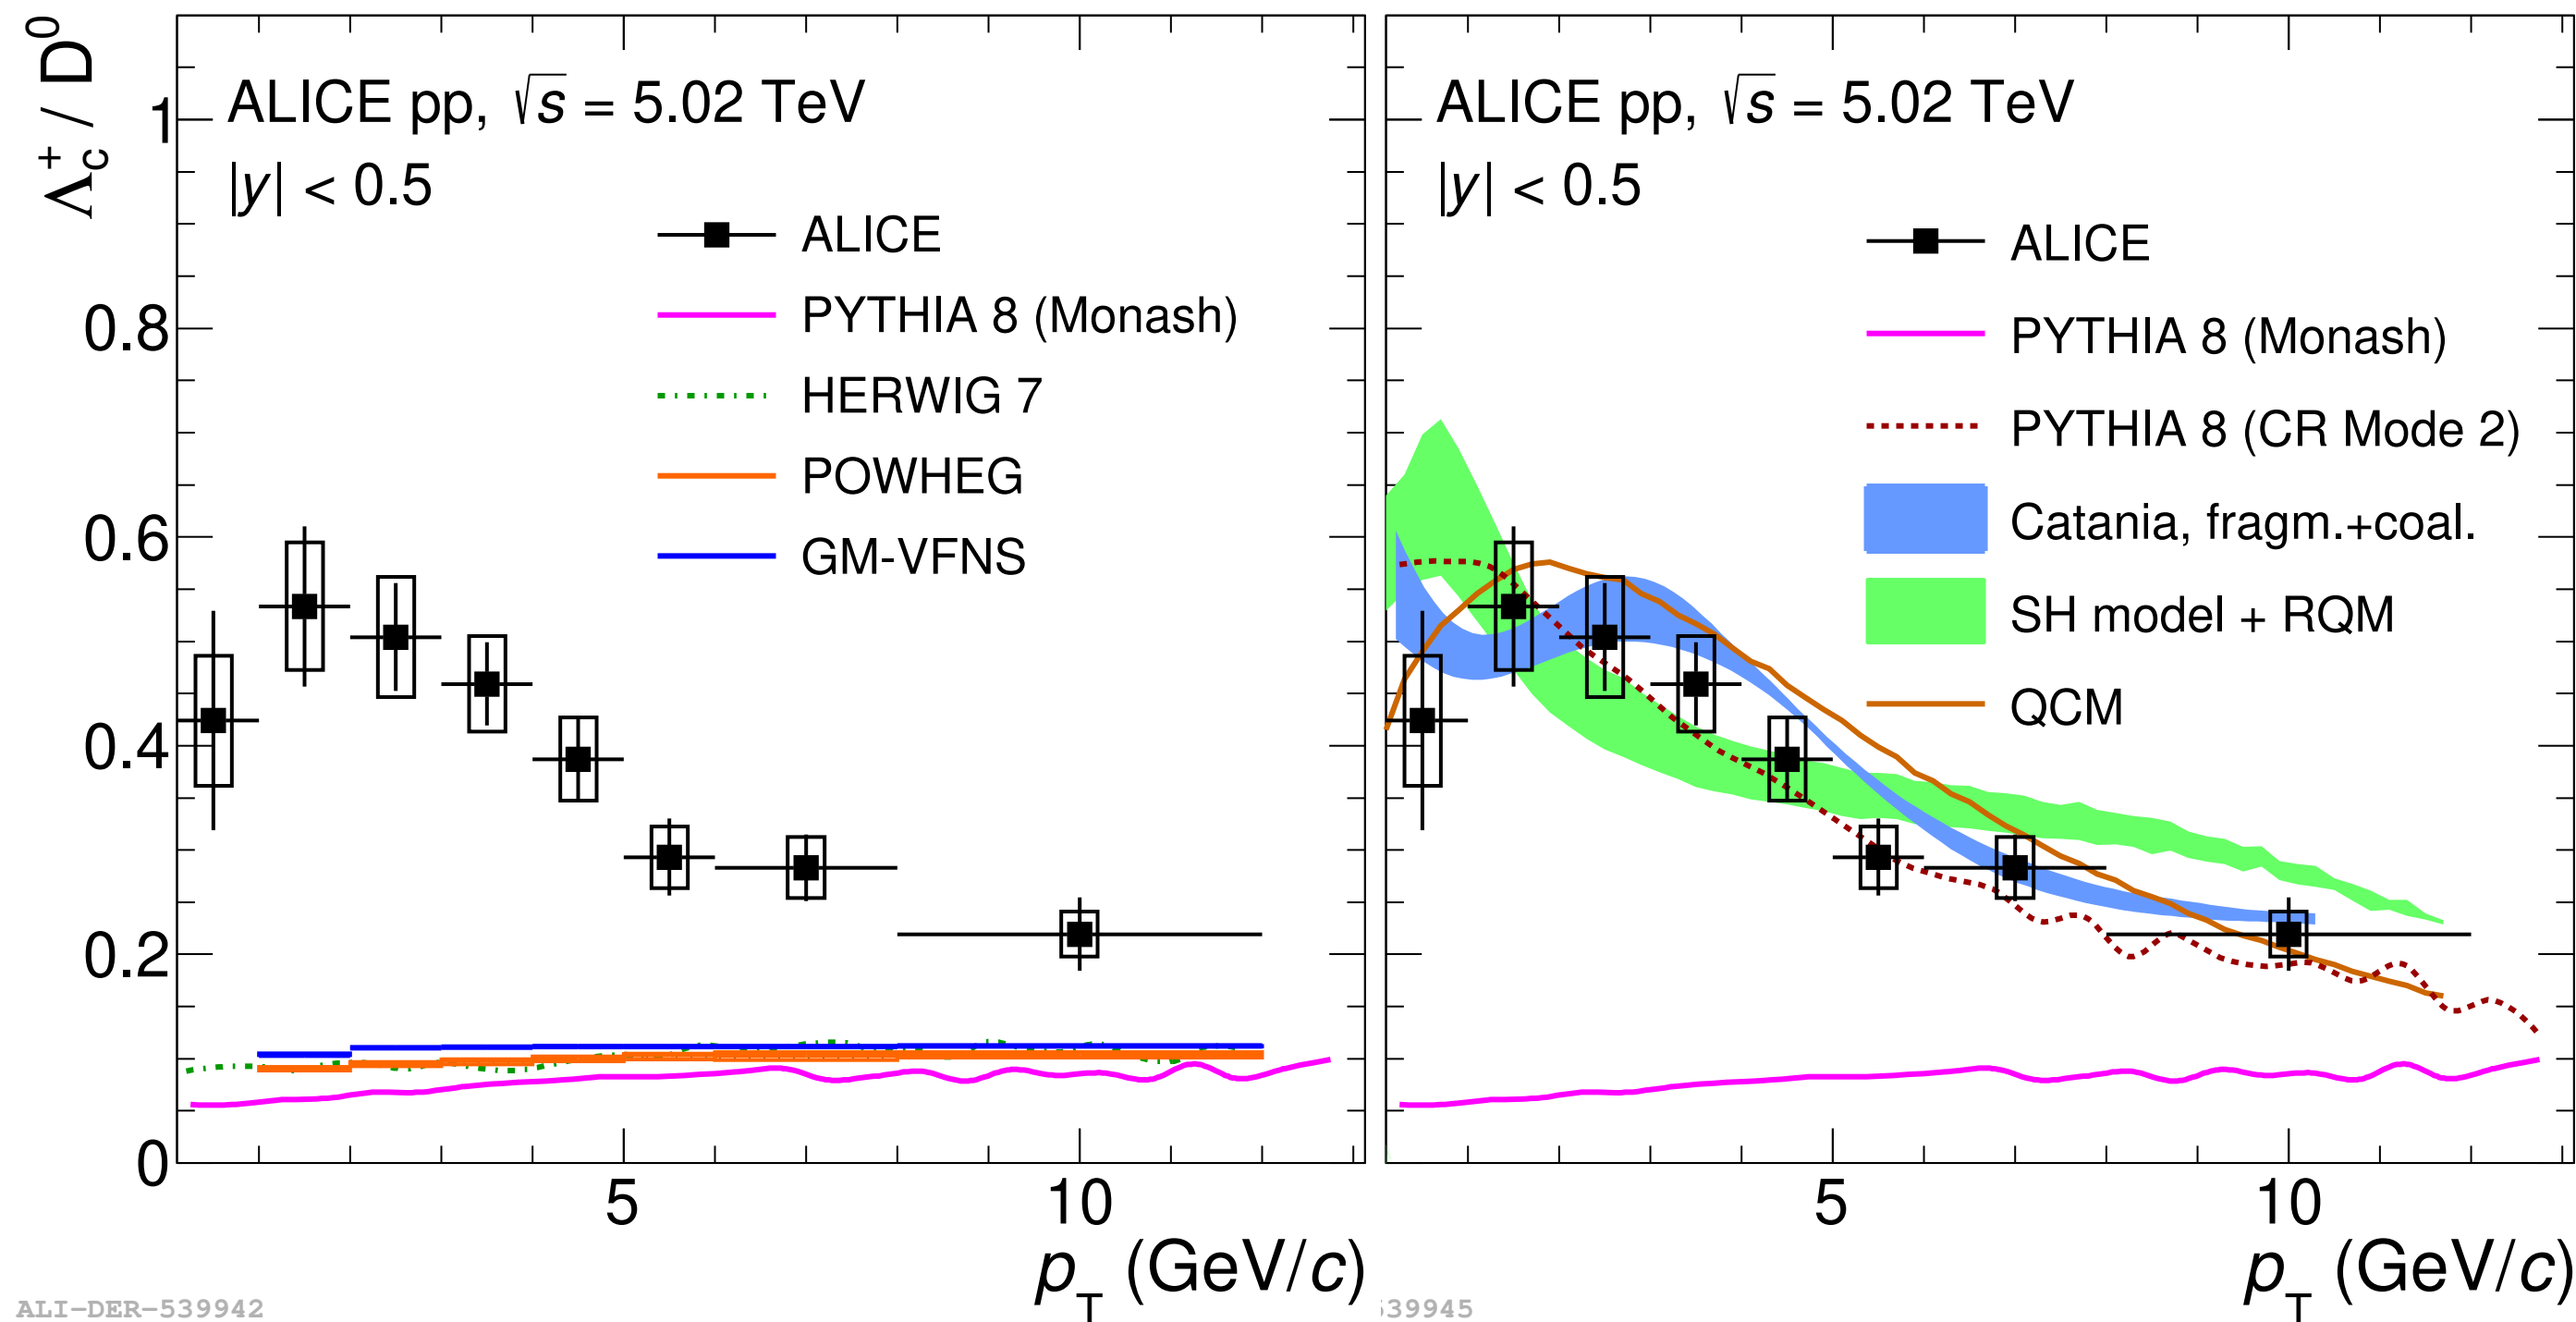 Λc+ / D0
ALICE pp, √s = 5.02 TeV
|y| < 0.5
ALICE
PYTHIA 8 (Monash)
HERWIG 7
POWHEG
GM-VFNS
1
0.8
0.6
0.4
0.2
0
5
10
pT (GeV/c)
ALI-DER-539942
ALICE pp, √s = 5.02 TeV
|y| < 0.5
ALICE
PYTHIA 8 (Monash)
PYTHIA 8 (CR Mode 2)
Catania, fragm.+coal.
SH model + RQM
QCM
5
10
pT (GeV/c)
539945